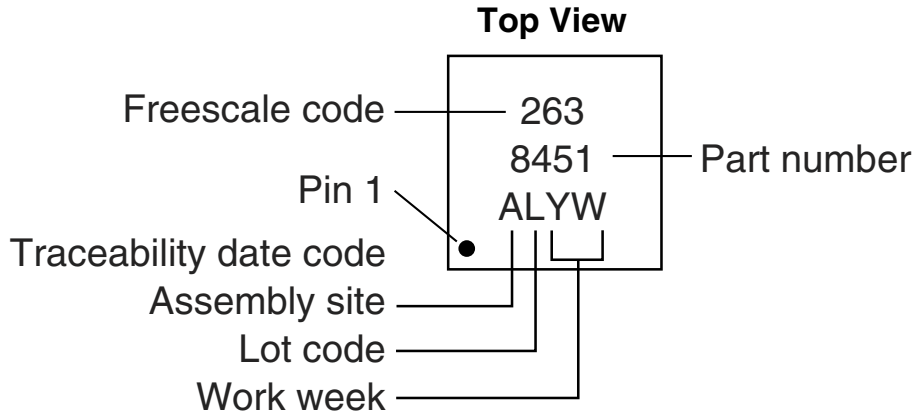 Top View
Freescale code
263
8451
Part number
Pin 1
ALYW
Traceability date code
Assembly site
Lot code
Work week